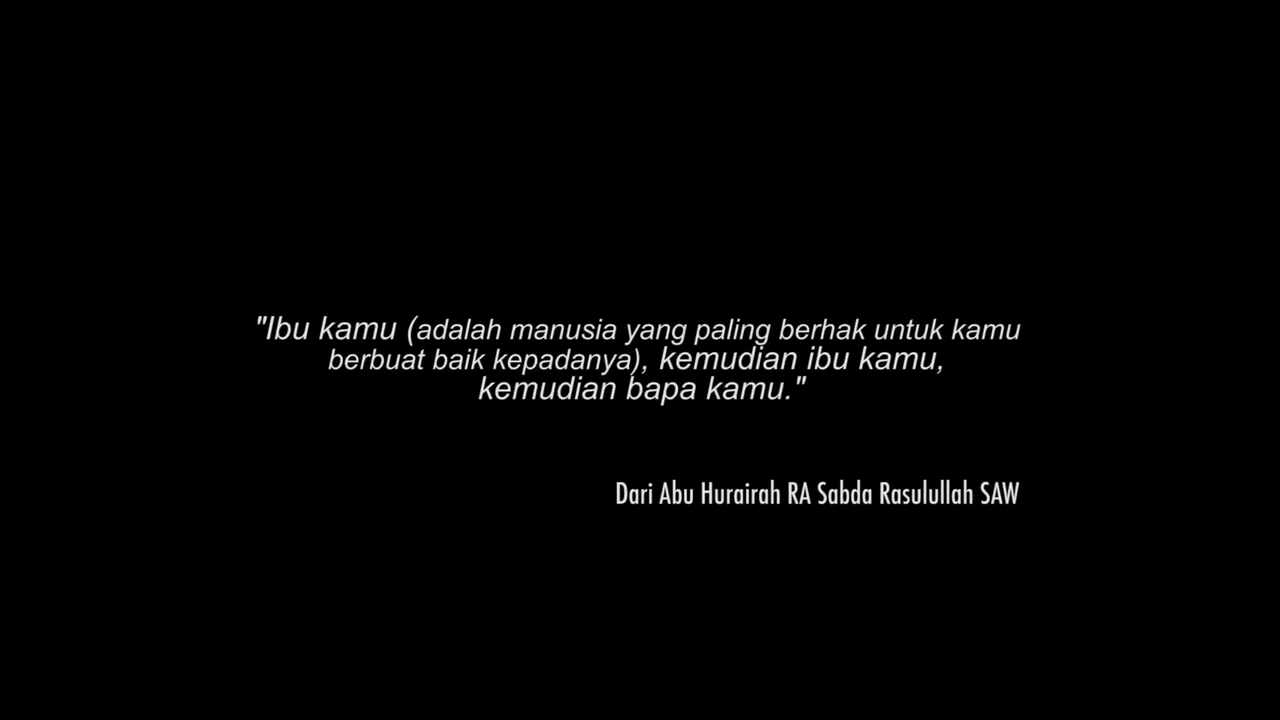 "Ibu kamu (adalah manusia yang paling berhak untuk kamu
berbuat baik kepadanya), kemudian ibu kamu,
kemudian bapa kamu."
Dari Abu Hurairah RA Sabda Rasulullah SAW